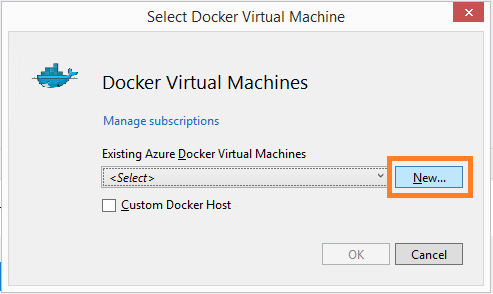 Select Docker Virtual Machine
Docker Virtual Machines
Manage subscriptions
Existing Azure Docker Virtual Machines
<Select>
New...
Custom Docker Host
OK
Cancel